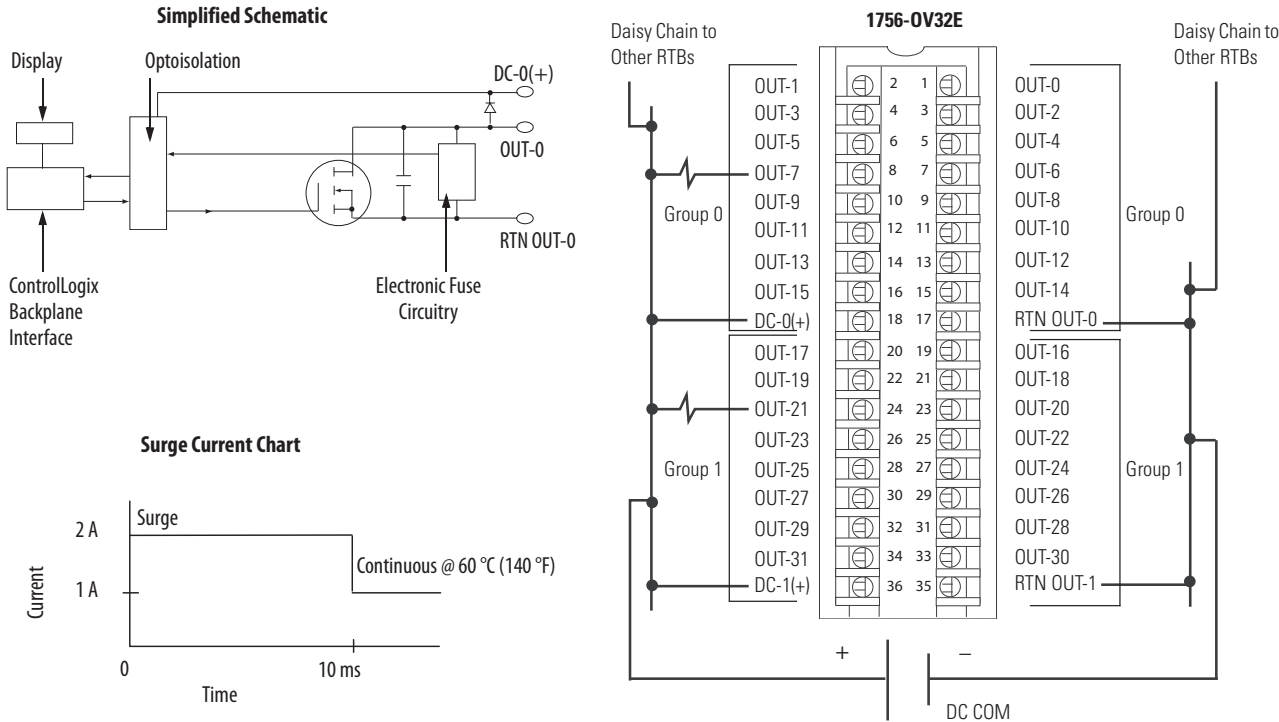 Simplified Schematic
Display
Optoisolation
DC-0(+)
OUT-0
RTN OUT-0
ControlLogix
Backplane
Interface
Electronic Fuse
Circuitry
Surge Current Chart
Current
2 A
1 A
Surge
Continuous @ 60 °C (140 °F)
0
10 ms
Time
1756-OV32E
Daisy Chain to
Other RTBs
Daisy Chain to
Other RTBs
OUT-1 2 1 OUT-0
OUT-3 4 3 OUT-2
OUT-5 6 5 OUT-4
OUT-7 8 7 OUT-6
OUT-9 10 9 OUT-8
Group 0
Group 0
OUT-11 12 11 OUT-10
OUT-13 14 13 OUT-12
OUT-15 16 15 OUT-14
DC-0(+) 18 17 RTN OUT-0
OUT-17 20 19 OUT-16
OUT-19 22 21 OUT-18
OUT-21 24 23 OUT-20
OUT-23 26 25 OUT-22
Group 1
OUT-25 28 27 OUT-24
Group 1
OUT-27 30 29 OUT-26
OUT-29 32 31 OUT-28
OUT-31 34 33 OUT-30
DC-1(+) 36 35 RTN OUT-1
+ –
DC COM